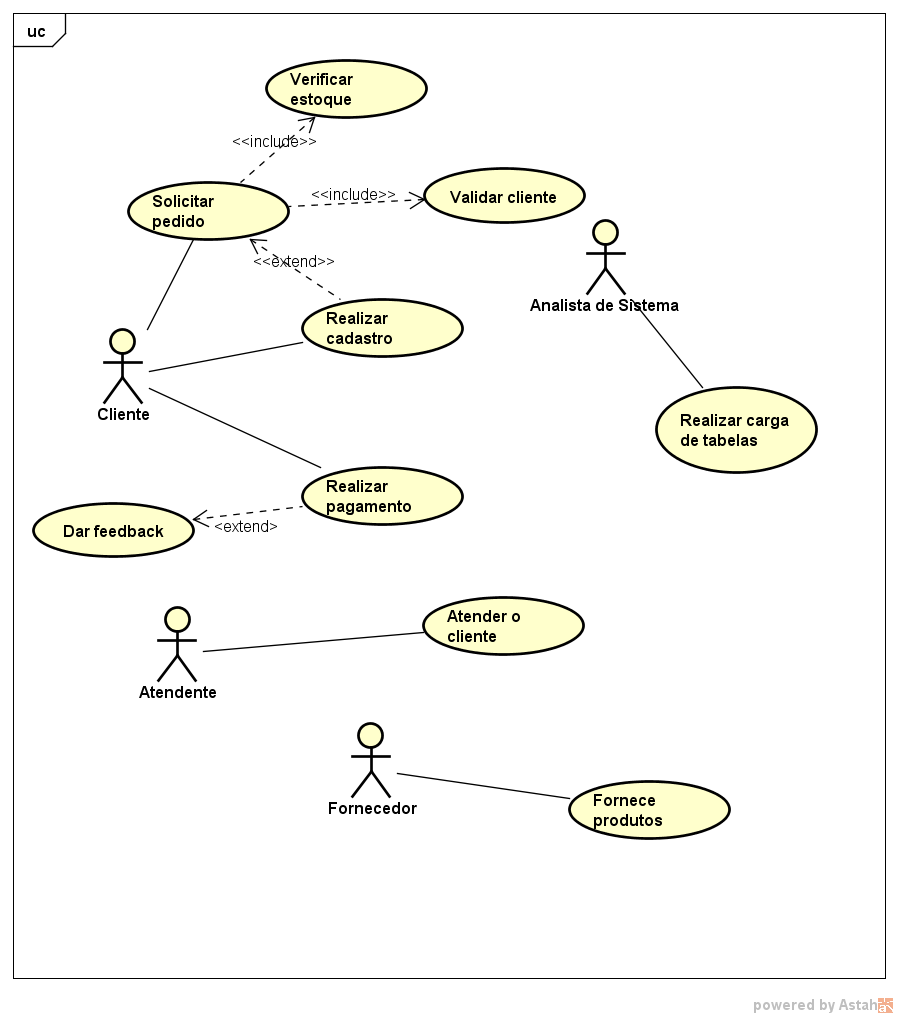 uc
Verificar
estoque
<<include>>
Solicitar
pedido
<<include>>
Validar cliente
<<extend>>
Analista de Sistema
Realizar
cadastro
Cliente
Realizar carga
de tabelas
Realizar
pagamento
Dar feedback
<extend>
Atender o
cliente
Atendente
Fornecedor
Fornece
produtos
powered by Astah